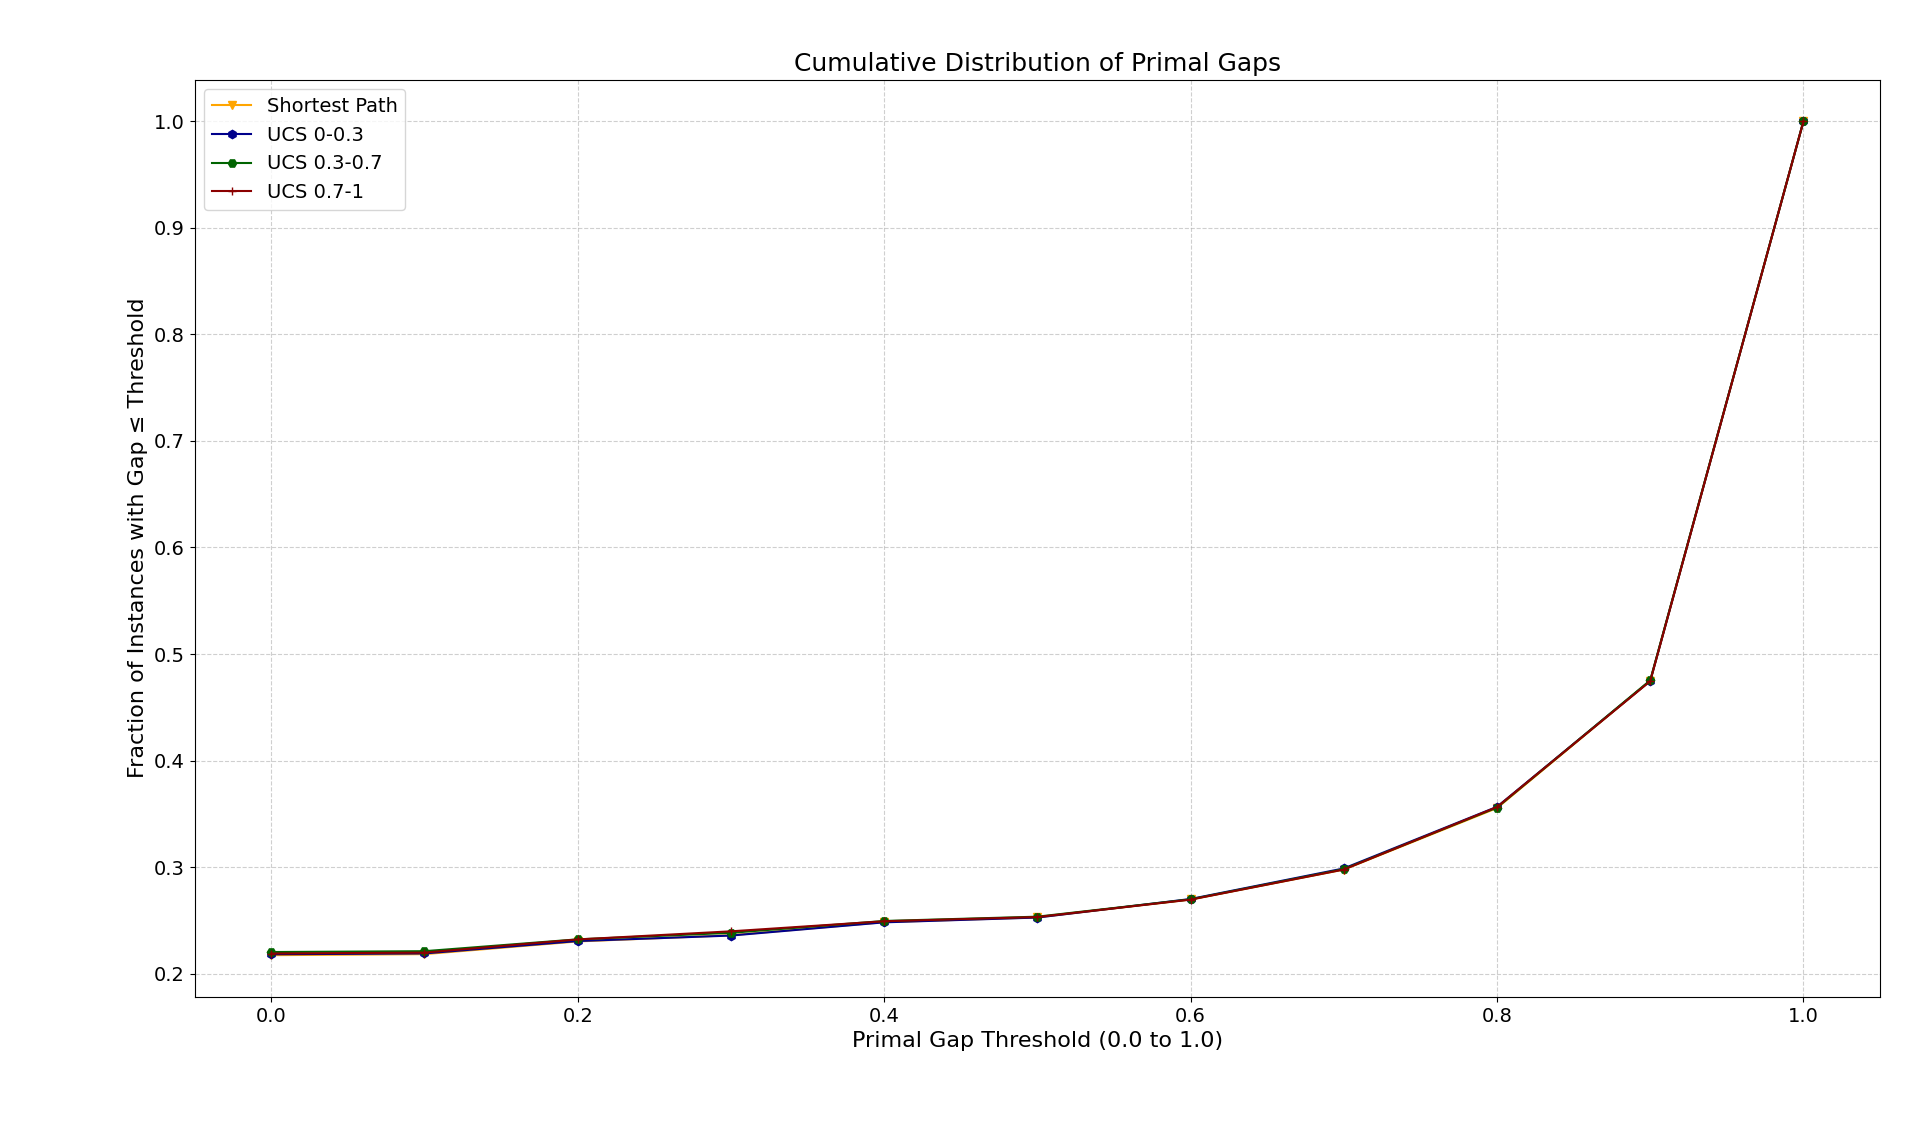 Cumulative Distribution of Primal Gaps
Shortest Path
UCS 0-0.3
UCS 0.3-0.7
UCS 0.7-1
Fraction of Instances with Gap ≤ Threshold
1.0
0.9
0.8
0.7
0.6
0.5
0.4
0.3
0.2
0.0 0.2 0.4 0.6 0.8 1.0
Primal Gap Threshold (0.0 to 1.0)